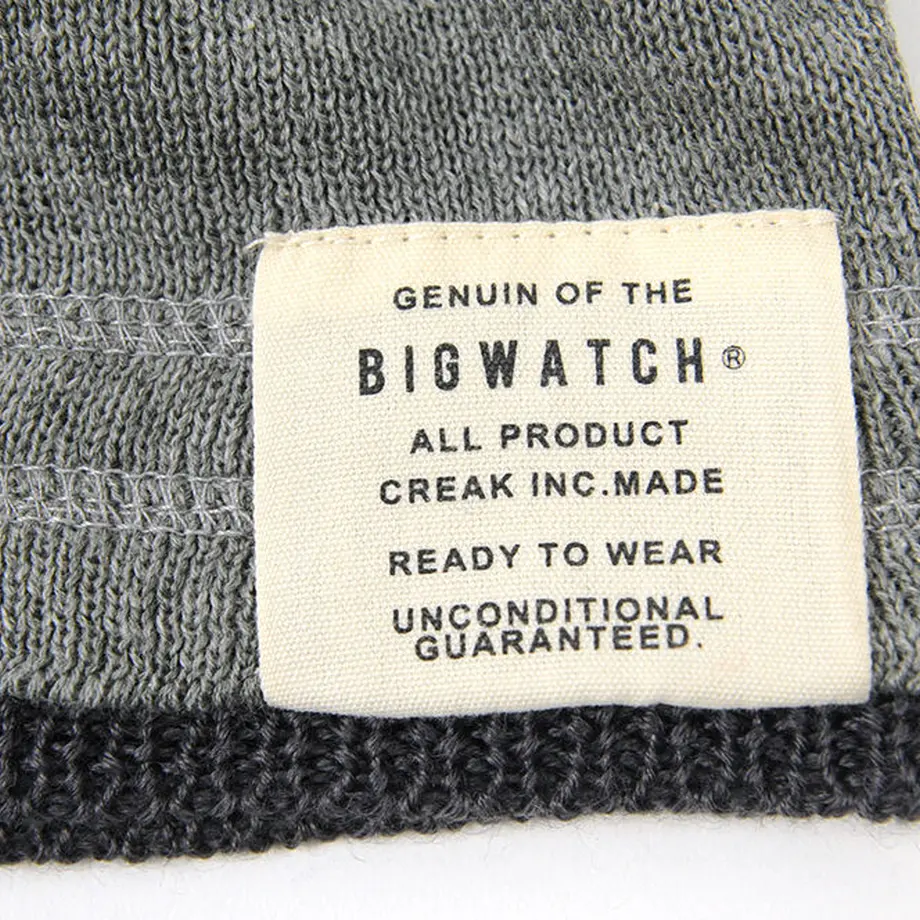 GENUIN OF THE
BIGWATCH®
ALL PRODUCT
CREAK INC.MADE
READY TO WEAR
UNCONDITIONAL
GUARANTEED.